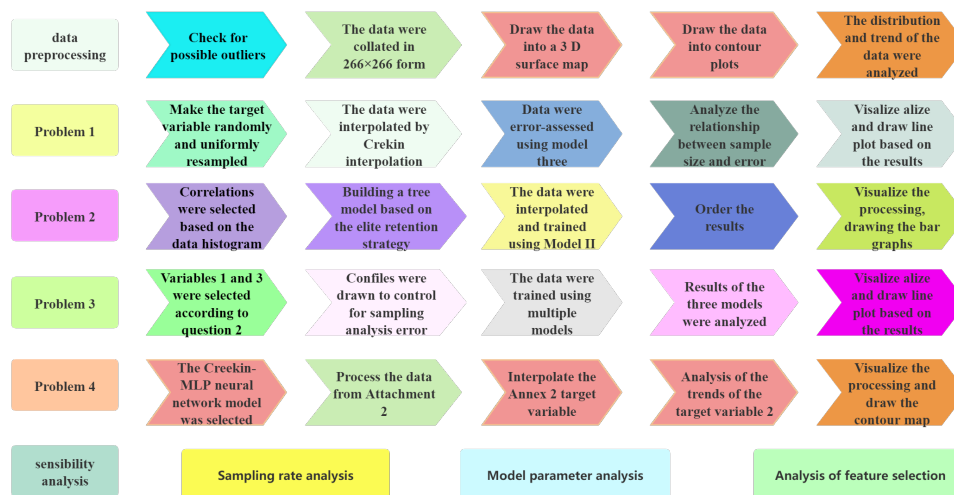 data
preprocessing
Check for
possible outliers
The data were
collated in
266×266 form
Draw the data
into a 3 D
surface map
Draw the data
into contour
plots
The distribution
and trend of the
data were
analyzed
Problem 1
Make the target
variable randomly
and uniformly
resampled
The data were
interpolated by
Crekin
interpolation
Data were
error-assessed
using model
three
Analyze the
relationship
between sample
size and error
Visalize alize
and draw line
plot based on
the results
Problem 2
Correlations
were selected
based on the
data histogram
Building a tree
model based on
the elite retention
strategy
The data were
interpolated
and trained
using Model II
Order the
results
Visualize the
processing,
drawing the bar
graphs
Problem 3
Variables 1 and 3
were selected
according to
question 2
Confiles were
drawn to control
for sampling
analysis error
The data were
trained using
multiple
models
Results of the
three models
were analyzed
Visalize alize
and draw line
plot based on
the results
Problem 4
The Creekin-
MLP neural
network model
was selected
Process the data
from Attachment
2
Interpolate the
Annex 2 target
variable
Analysis of the
trends of the
target variable 2
Visualize the
processing and
draw the
contour map
sensibility
analysis
Sampling rate analysis
Model parameter analysis
Analysis of feature selection